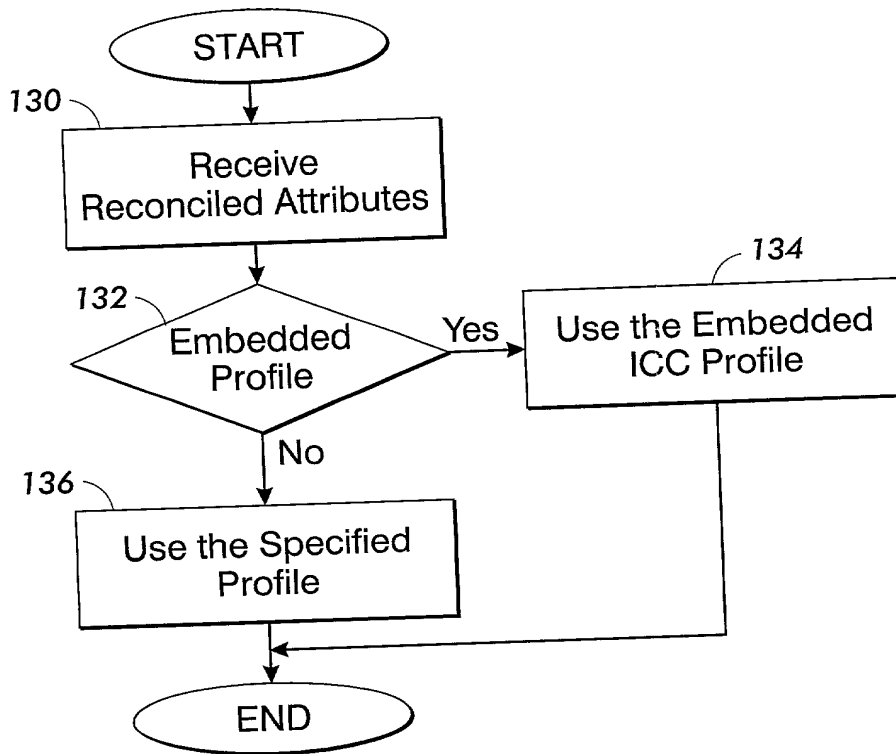 START
130
Receive
Reconciled Attributes
132
Embedded
Profile
Yes
134
Use the Embedded
ICC Profile
No
136
Use the Specified
Profile
END